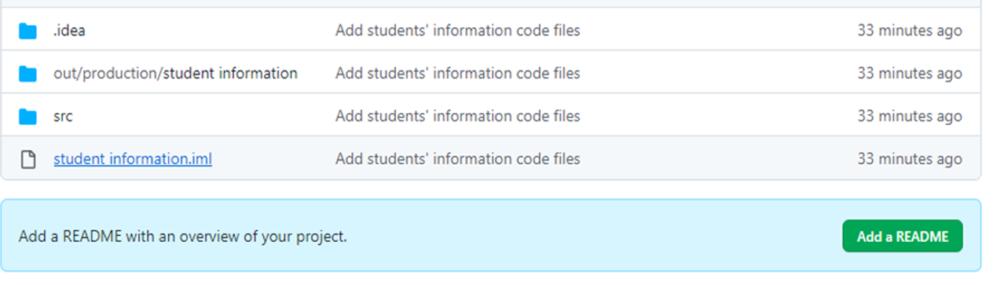 .idea Add students' information code files 33 minutes ago
out/production/student information Add students' information code files 33 minutes ago
src Add students' information code files 33 minutes ago
student information.iml Add students' information code files 33 minutes ago
Add a README with an overview of your project. Add a README